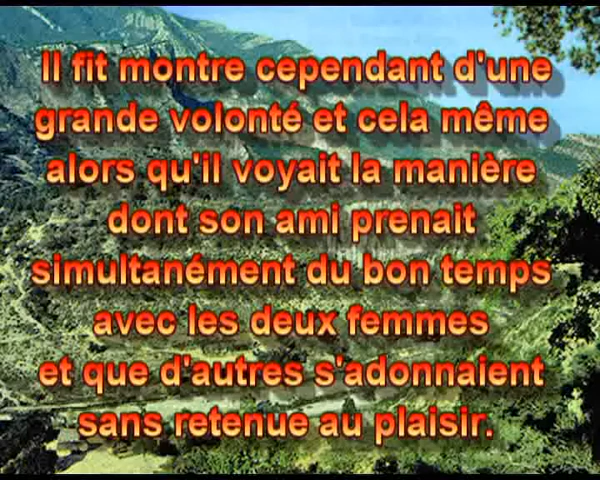 Il fit montre cependant d'une
grande volonté et cela même
alors qu'il voyait la manière
dont son ami prenait
simultanément du bon temps
avec les deux femmes
et que d'autres s'adonnaient
sans retenue au plaisir.